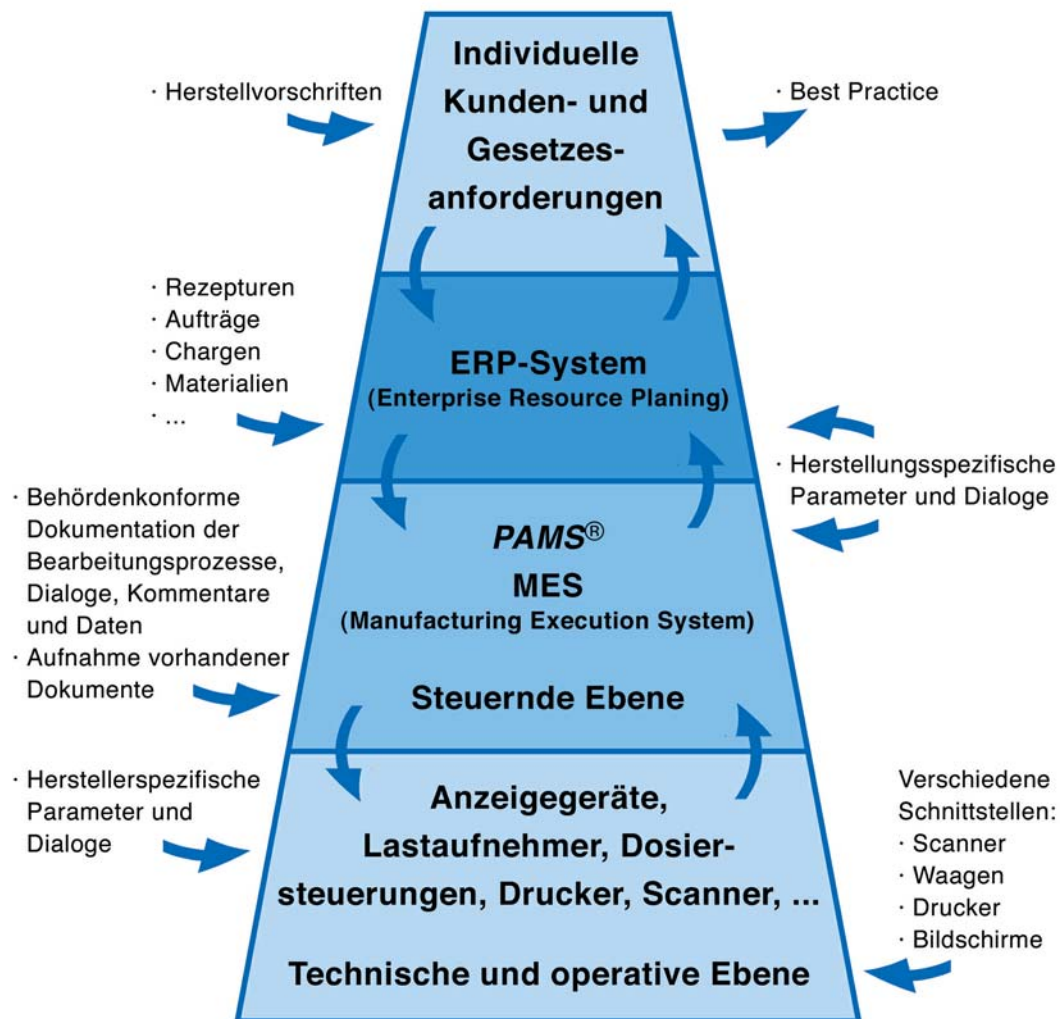 Individuelle
Kunden- und
Gesetzes-
anforderungen
· Herstellvorschriften
· Best Practice
· Rezepturen
· Aufträge
· Chargen
· Materialien
· ...
ERP-System
(Enterprise Resource Planing)
· Herstellungsspezifische
Parameter und Dialoge
· Behördenkonforme
Dokumentation der
Bearbeitungsprozesse,
Dialoge, Kommentare
und Daten
· Aufnahme vorhandener
Dokumente
PAMS®
MES
(Manufacturing Execution System)
Steuernde Ebene
· Herstellerspezifische
Parameter und
Dialoge
Anzeigegeräte,
Lastaufnehmer, Dosier-
steuerungen, Drucker, Scanner, ...
Technische und operative Ebene
Verschiedene
Schnittstellen:
· Scanner
· Waagen
· Drucker
· Bildschirme